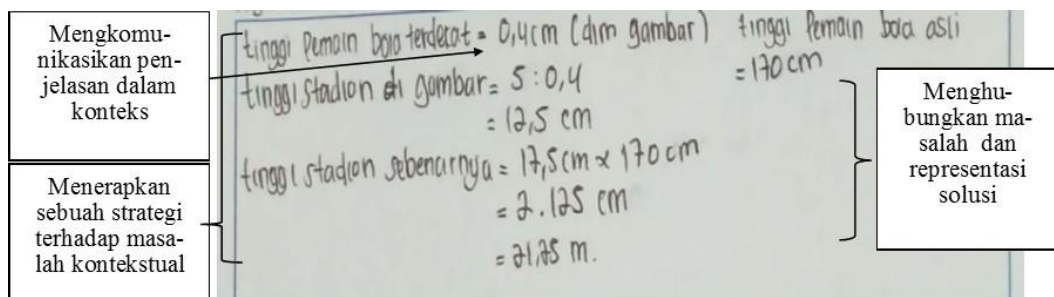 Mengkomu-
nikasikan pen-
jelasan dalam
konteks
Menerapkan
sebuah strategi
terhadap masa-
lah kontekstual
tinggi Pemain bola terdekat = 0,4 cm (dlm gambar)
tinggi stadion di gambar = 5 : 0,4
= 12,5 cm
tinggi stadion sebenarnya = 17,5 cm x 170 cm
= 2.125 cm
= 21,25 m.
tinggi Pemain bola asli
= 170 cm
Menghu-
bungkan ma-
salah dan
representasi
solusi